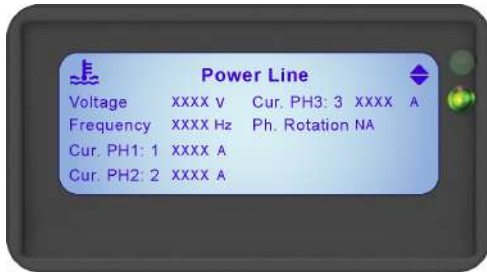 Power Line
Voltage XXXX V Cur. PH3: 3 XXXX A
Frequency XXXX Hz Ph. Rotation NA
Cur. PH1: 1 XXXX A
Cur. PH2: 2 XXXX A